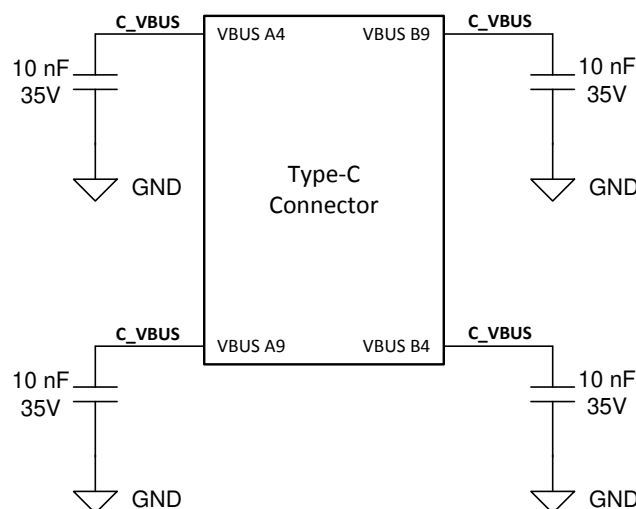 C_VBUS
VBUS A4
VBUS B9
C_VBUS
10 nF
35V
10 nF
35V
Type-C
Connector
GND
GND
C_VBUS
VBUS A9
VBUS B4
C_VBUS
10 nF
35V
10 nF
35V
GND
GND